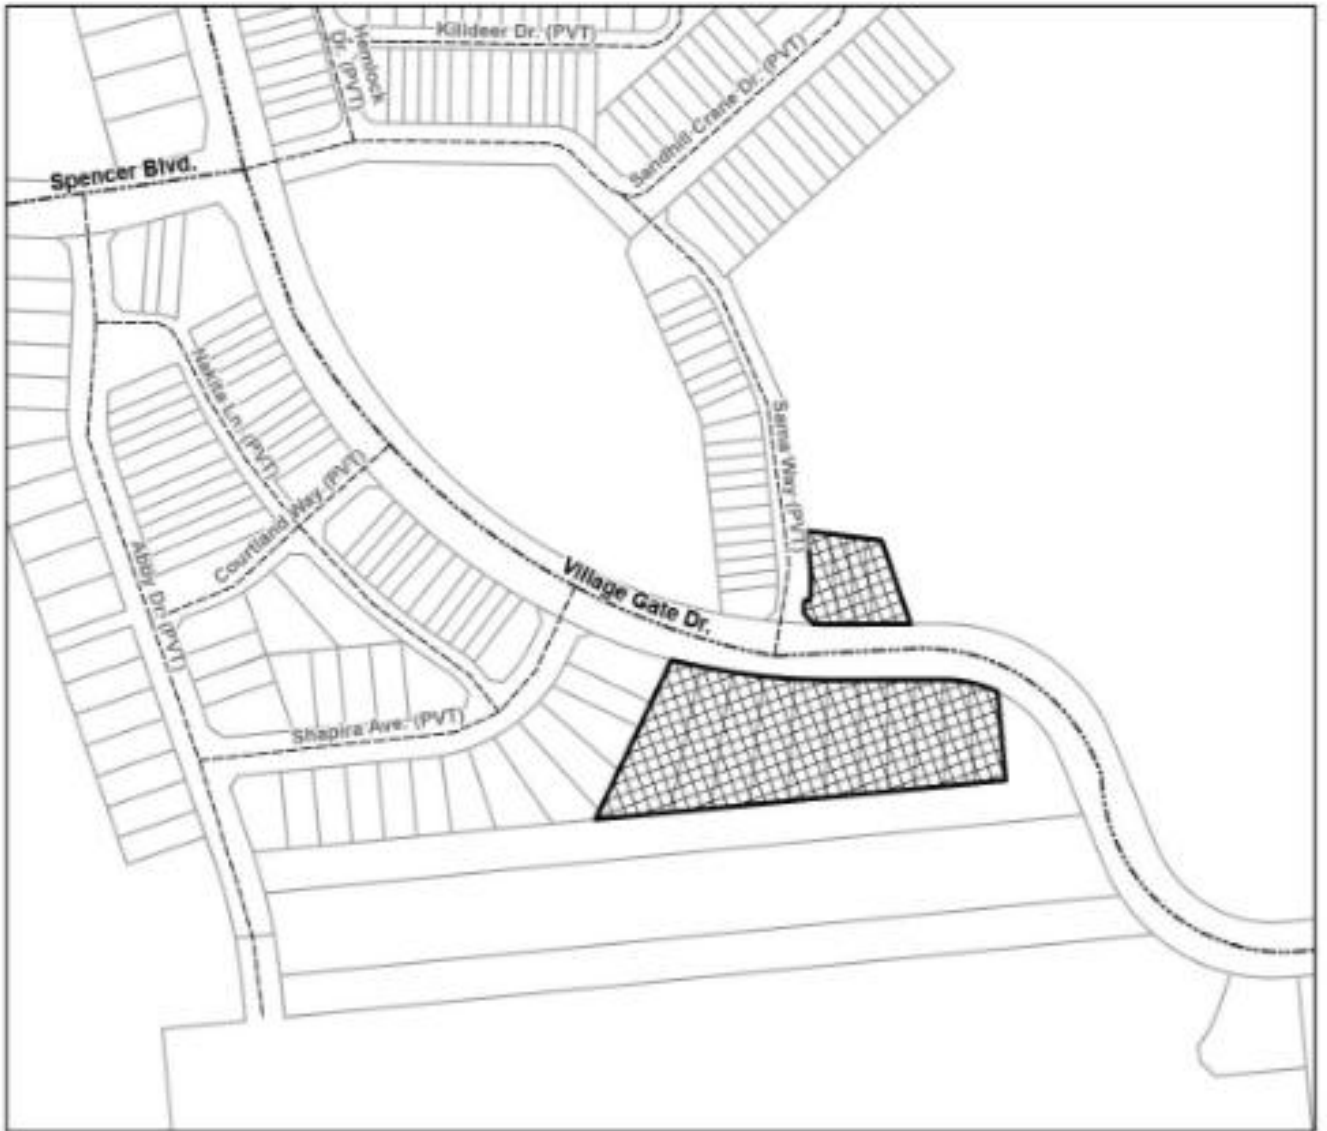 Killdeer Dr. (PVT)
Hemlock
Dr. (PVT)
Sandhill Crane Dr. (PVT)
Spencer Blvd.
Nakita Ln. (PVT)
Sama Way (PVT)
Courtland Way (PVT)
Abby Dr. (PVT)
Village Gate Dr.
Shapira Ave. (PVT)